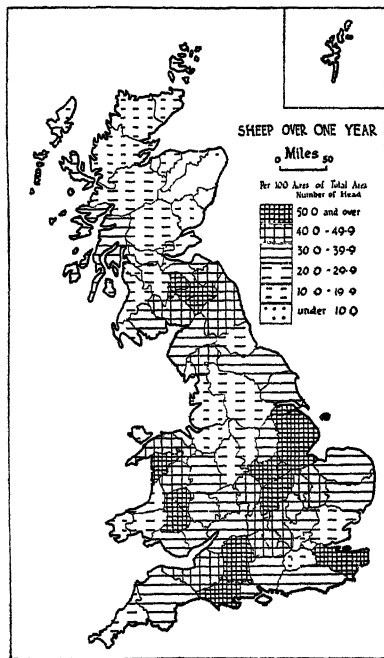 SHEEP OVER ONE YEAR
0 Miles 50
Per 100 Acres of Total Area
Number of Head
50 0 and over
40 0 - 49·9
30 0 - 39·9
20 0 - 29·9
10 0 - 19·9
under 10 0